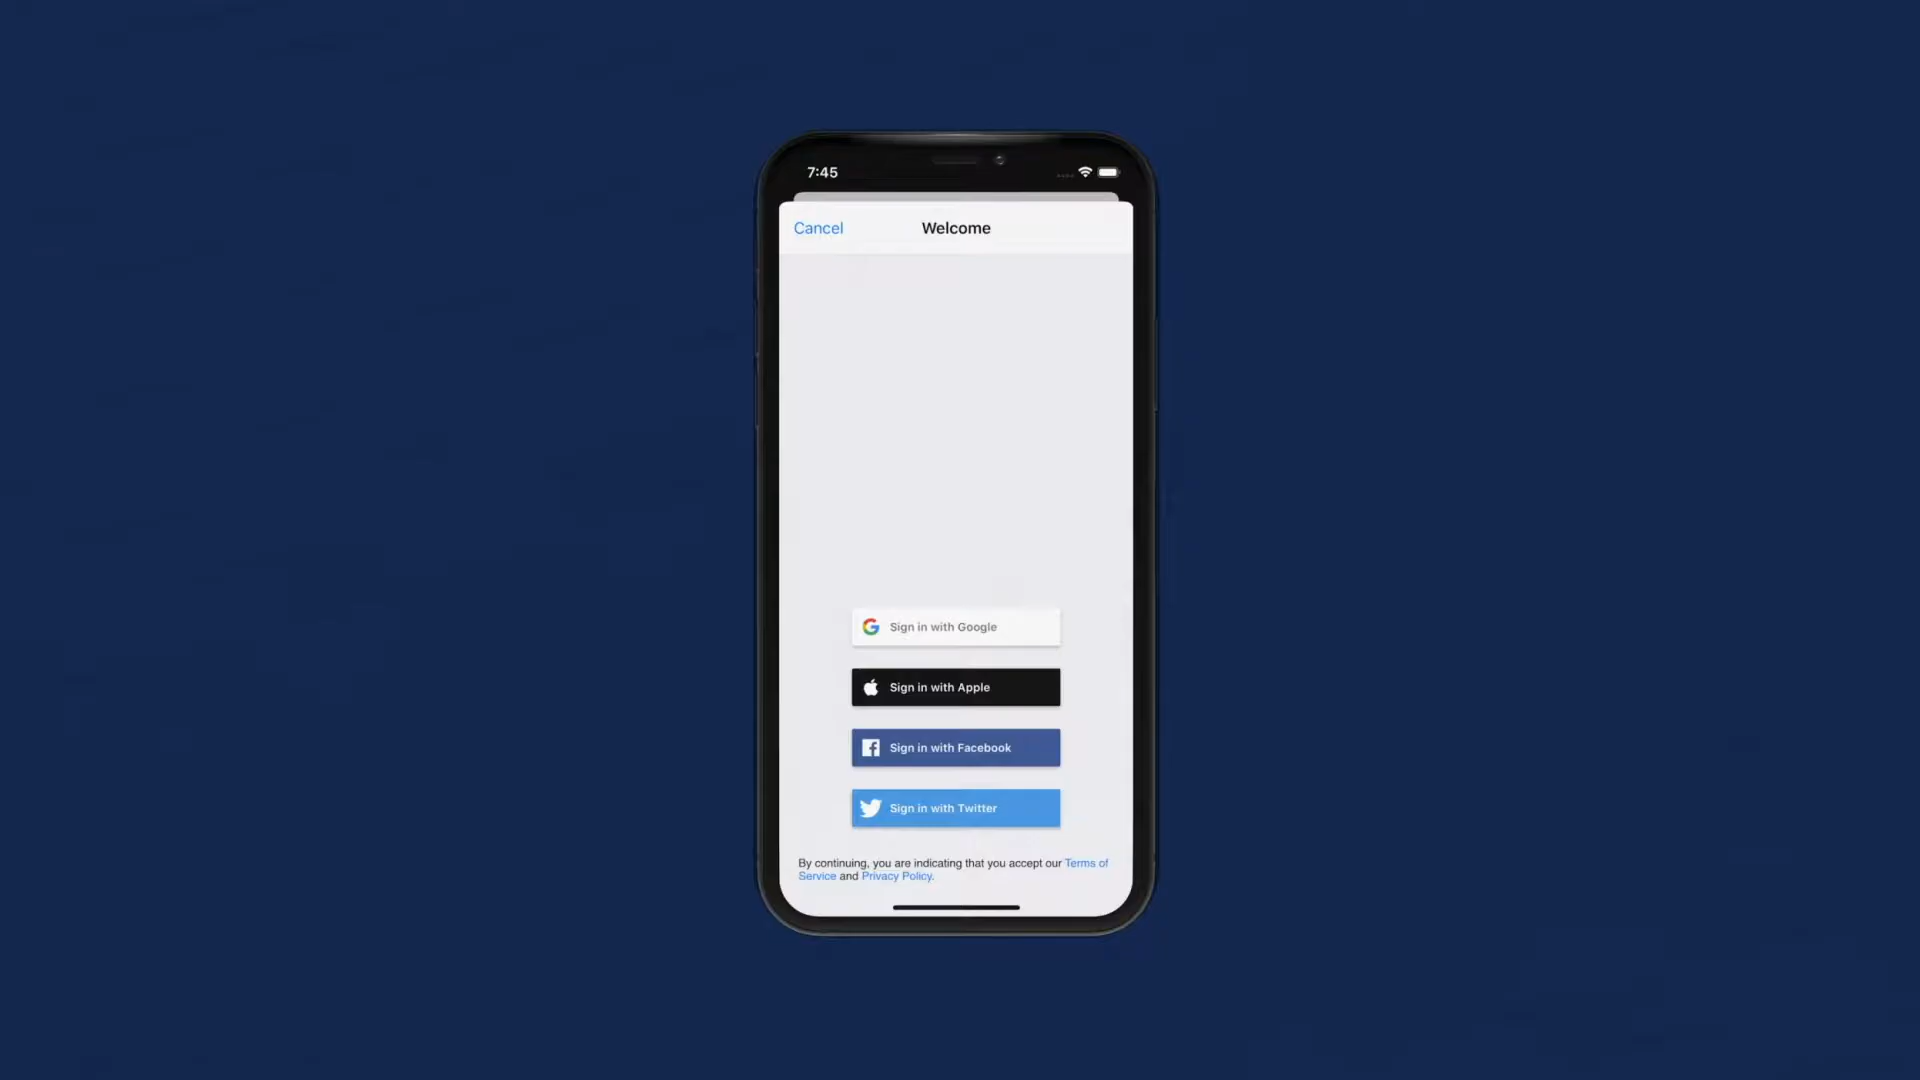 7:45
Cancel
Welcome
Sign in with Google
Sign in with Apple
Sign in with Facebook
Sign in with Twitter
By continuing, you are indicating that you accept our Terms of
Service and Privacy Policy.